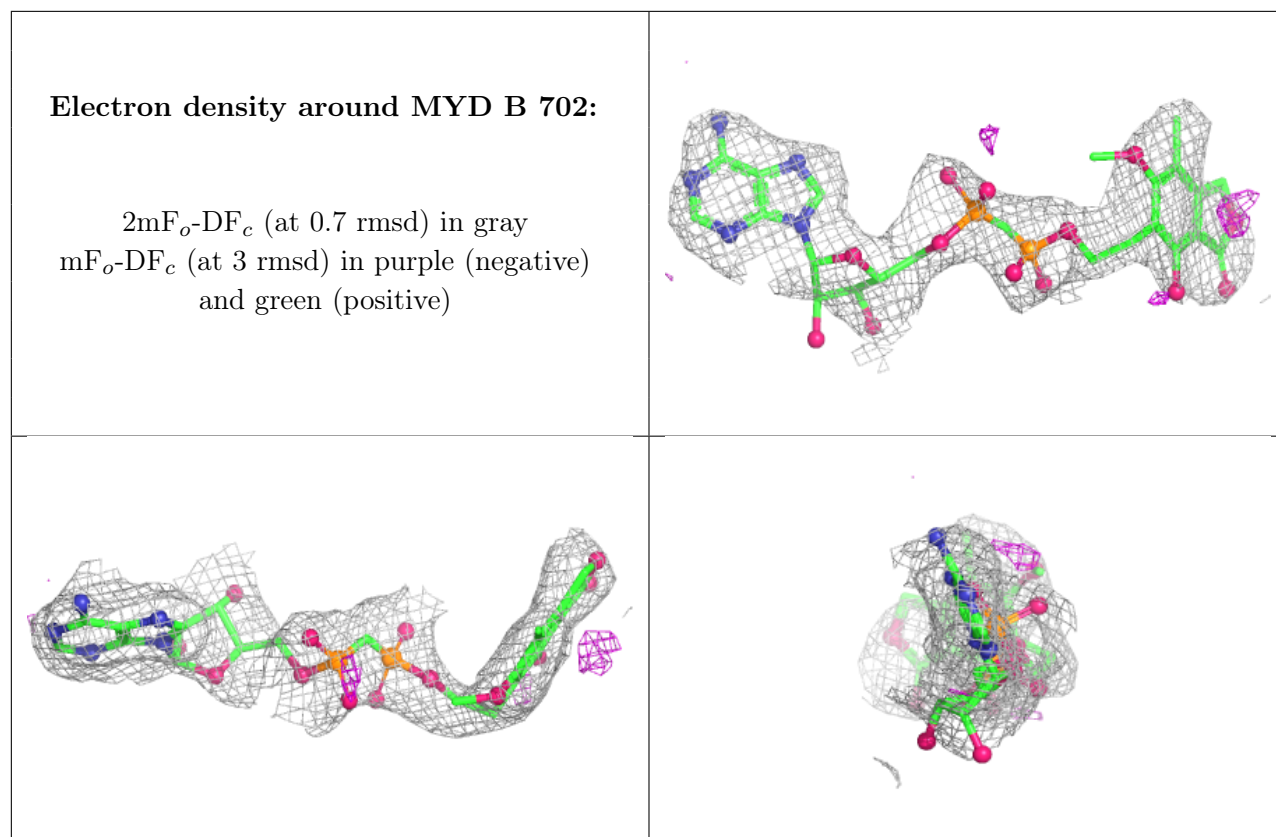 Electron density around MYD B 702:
2mFo-DFc (at 0.7 rmsd) in gray
mFo-DFc (at 3 rmsd) in purple (negative)
and green (positive)